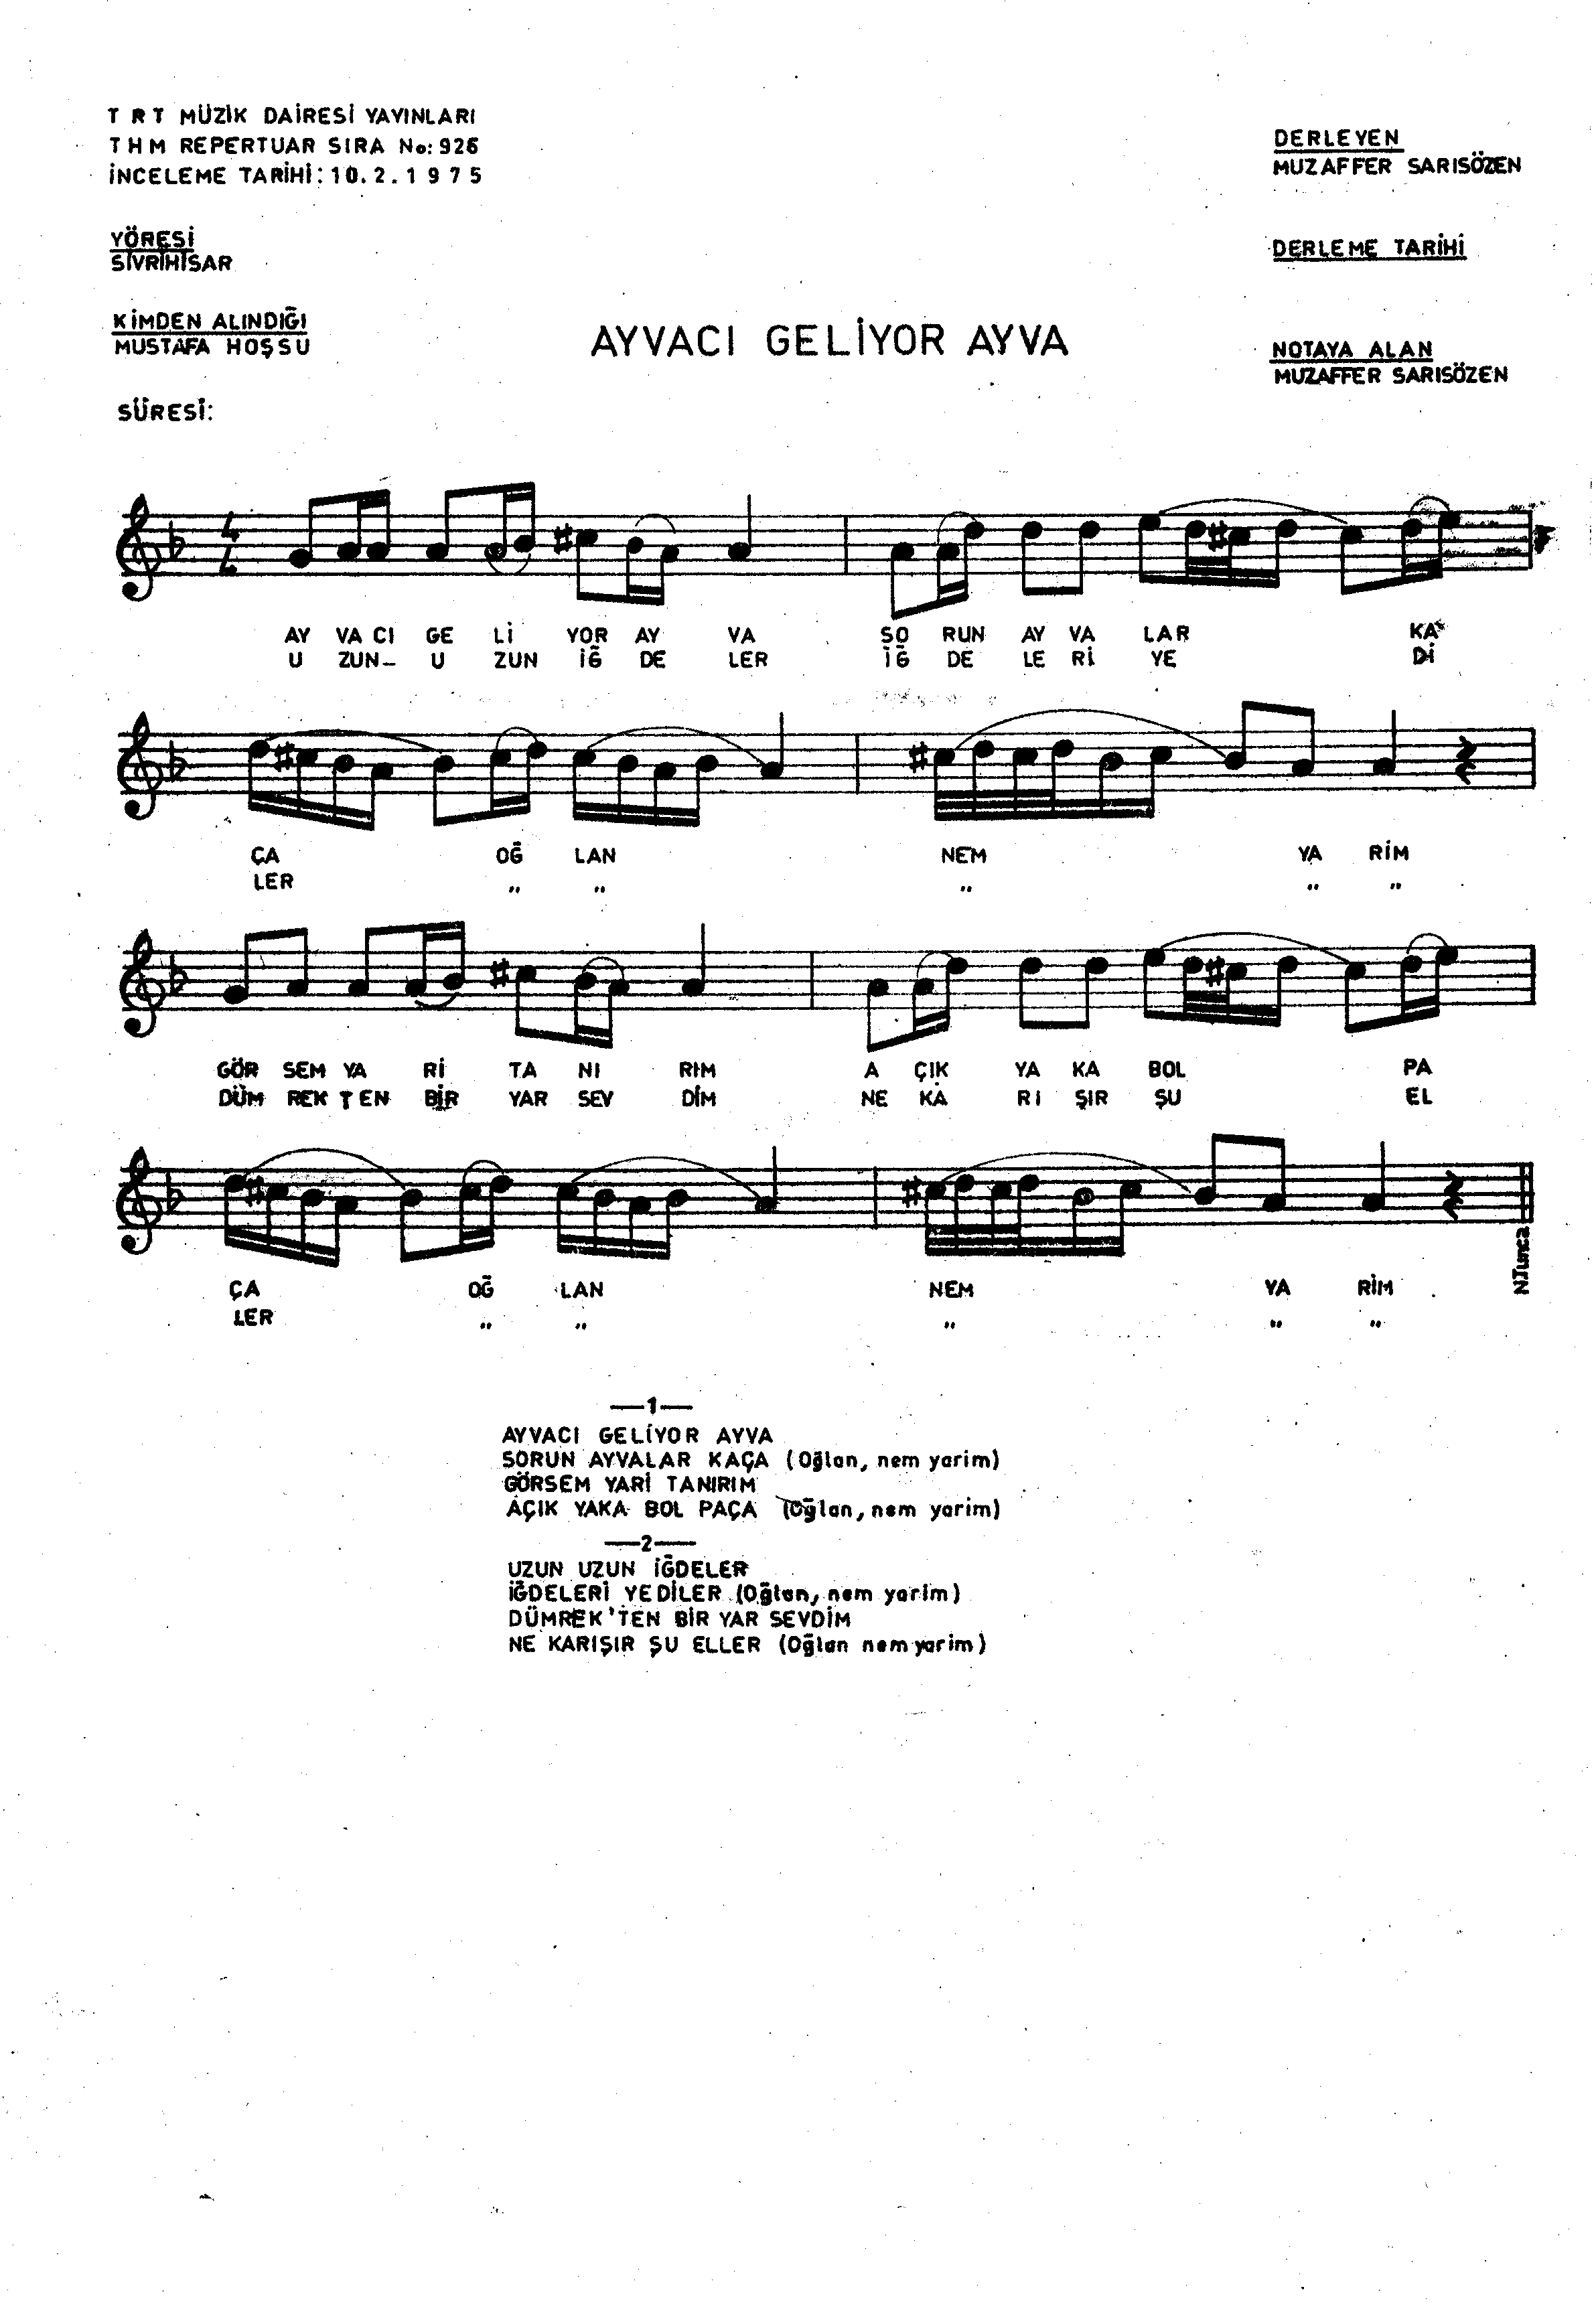 TRT MÜZİK DAİRESİ YAYINLARI
THM REPERTUAR SIRA No: 926
İNCELEME TARİHİ: 10.2.1975
DERLEYEN
MUZAFFER SARISÖZEN
YÖRESİ
SİVRİHİSAR
DERLEME TARİHİ
KİMDEN ALINDIĞI
MUSTAFA HOŞSU
AYVACI GELİYOR AYVA
NOTAYA ALAN
MUZAFFER SARISÖZEN
SÜRESİ:
4
4
AY VA CI GE Lİ YOR AY VA SO RUN AY VA LAR KA
U ZUN- U ZUN İĞ DE LER İĞ DE LE Rİ YE Dİ
ÇA OĞ LAN NEM YA RİM
LER " " " " "
GÖR SEM YA Rİ TA NI RIM A ÇIK YA KA BOL PA
DÜM REK TEN BİR YAR SEV DİM NE KA RI ŞIR ŞU EL
ÇA OĞ LAN NEM YA RİM
LER " " " " "
N.Tunca
—1—
AYVACI GELİYOR AYVA
SORUN AYVALAR KAÇA (Oğlan, nem yarim)
GÖRSEM YARİ TANIRIM
AÇIK YAKA BOL PAÇA (Oğlan, nem yarim)
—2—
UZUN UZUN İĞDELER
İĞDELERİ YEDİLER (Oğlan, nem yarim)
DÜMREK'TEN BİR YAR SEVDİM
NE KARIŞIR ŞU ELLER (Oğlan nem yarim)